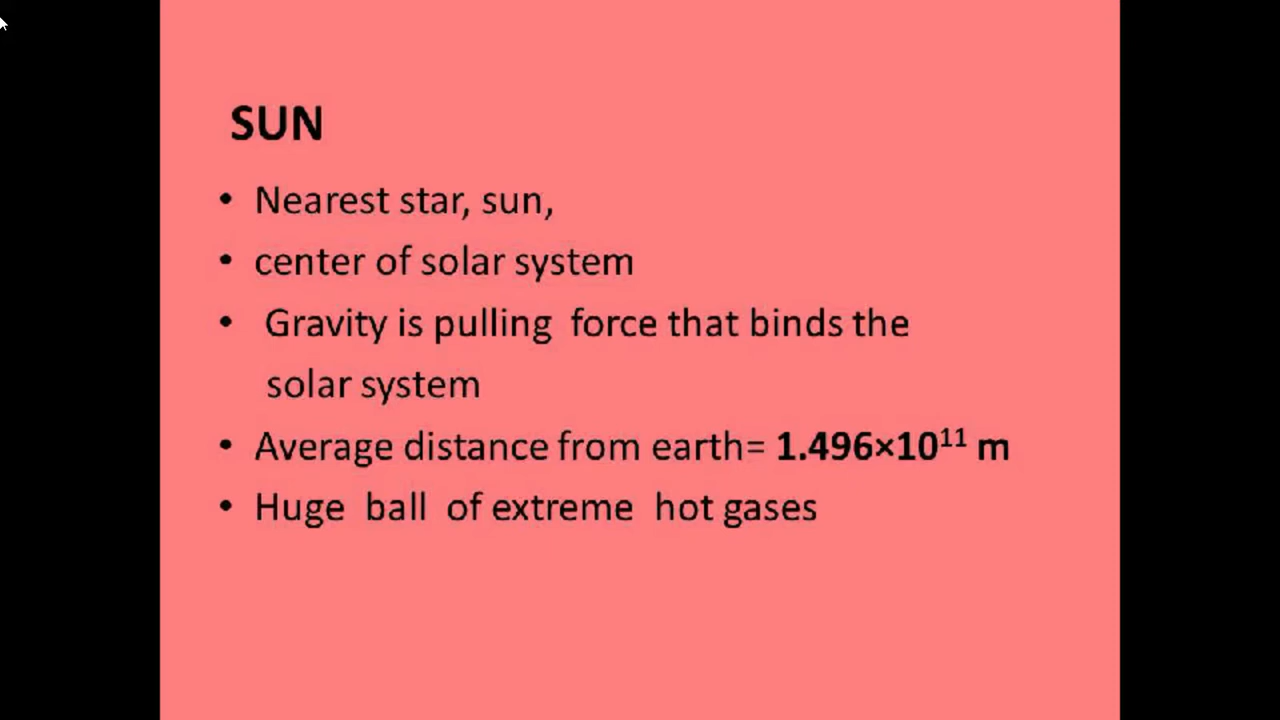 SUN
• Nearest star, sun,
• center of solar system
• Gravity is pulling force that binds the
solar system
• Average distance from earth= 1.496×10¹¹ m
• Huge ball of extreme hot gases